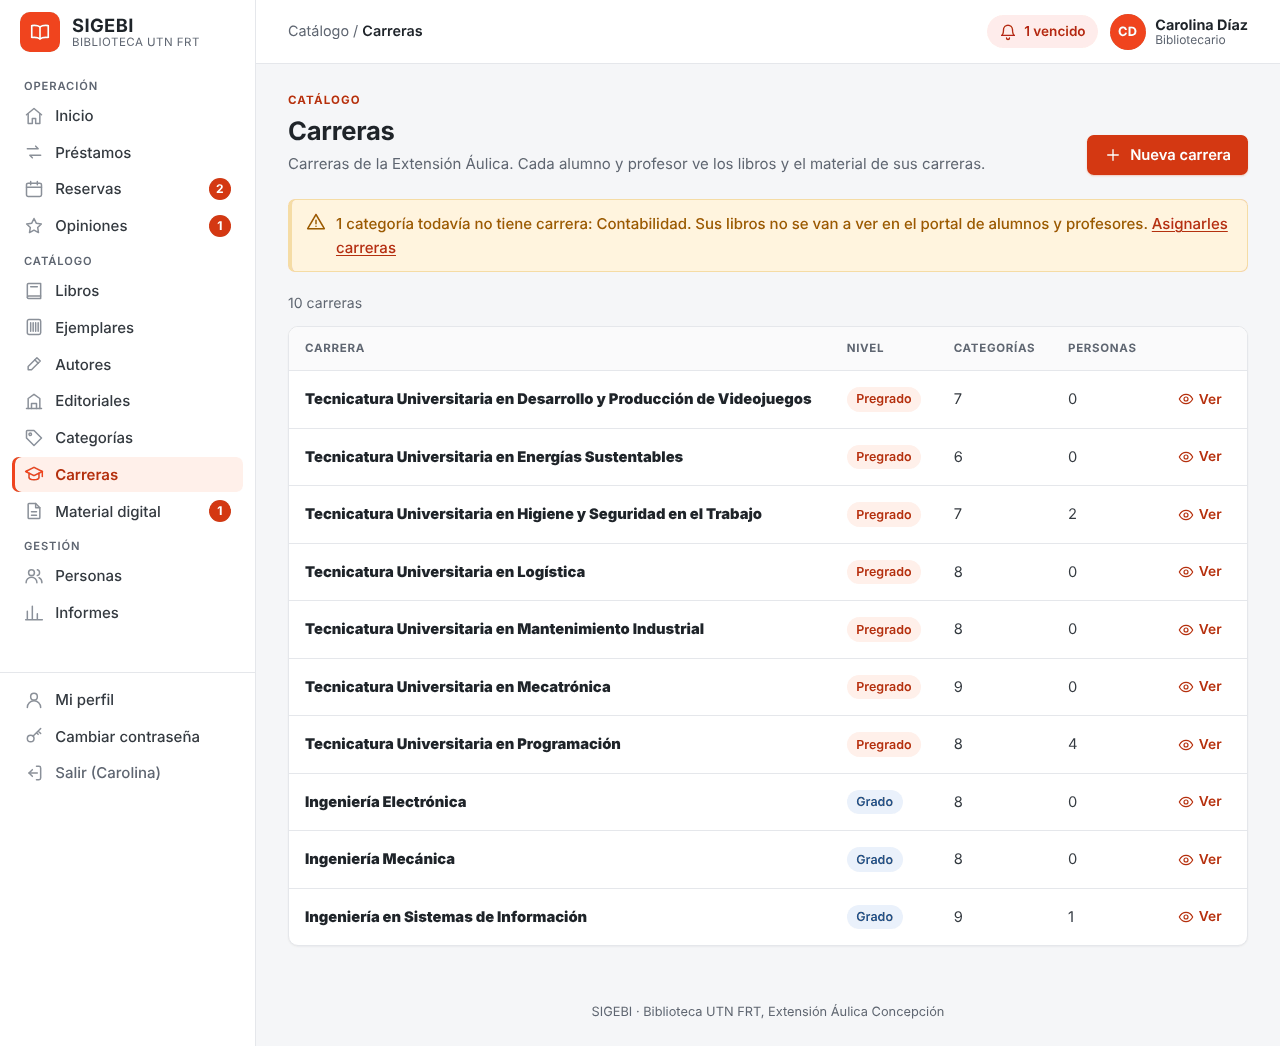 SIGEBI
BIBLIOTECA UTN FRT
OPERACIÓN
Inicio
Préstamos
Reservas 2
Opiniones 1
CATÁLOGO
Libros
Ejemplares
Autores
Editoriales
Categorías
Carreras
Material digital 1
GESTIÓN
Personas
Informes
Mi perfil
Cambiar contraseña
Salir (Carolina)
Catálogo / Carreras
1 vencido
CD
Carolina Díaz
Bibliotecario
CATÁLOGO
Carreras
Carreras de la Extensión Áulica. Cada alumno y profesor ve los libros y el material de sus carreras.
Nueva carrera
1 categoría todavía no tiene carrera: Contabilidad. Sus libros no se van a ver en el portal de alumnos y profesores. Asignarles
carreras
10 carreras
CARRERA NIVEL CATEGORÍAS PERSONAS
Tecnicatura Universitaria en Desarrollo y Producción de Videojuegos Pregrado 7 0 Ver
Tecnicatura Universitaria en Energías Sustentables Pregrado 6 0 Ver
Tecnicatura Universitaria en Higiene y Seguridad en el Trabajo Pregrado 7 2 Ver
Tecnicatura Universitaria en Logística Pregrado 8 0 Ver
Tecnicatura Universitaria en Mantenimiento Industrial Pregrado 8 0 Ver
Tecnicatura Universitaria en Mecatrónica Pregrado 9 0 Ver
Tecnicatura Universitaria en Programación Pregrado 8 4 Ver
Ingeniería Electrónica Grado 8 0 Ver
Ingeniería Mecánica Grado 8 0 Ver
Ingeniería en Sistemas de Información Grado 9 1 Ver
SIGEBI · Biblioteca UTN FRT, Extensión Áulica Concepción